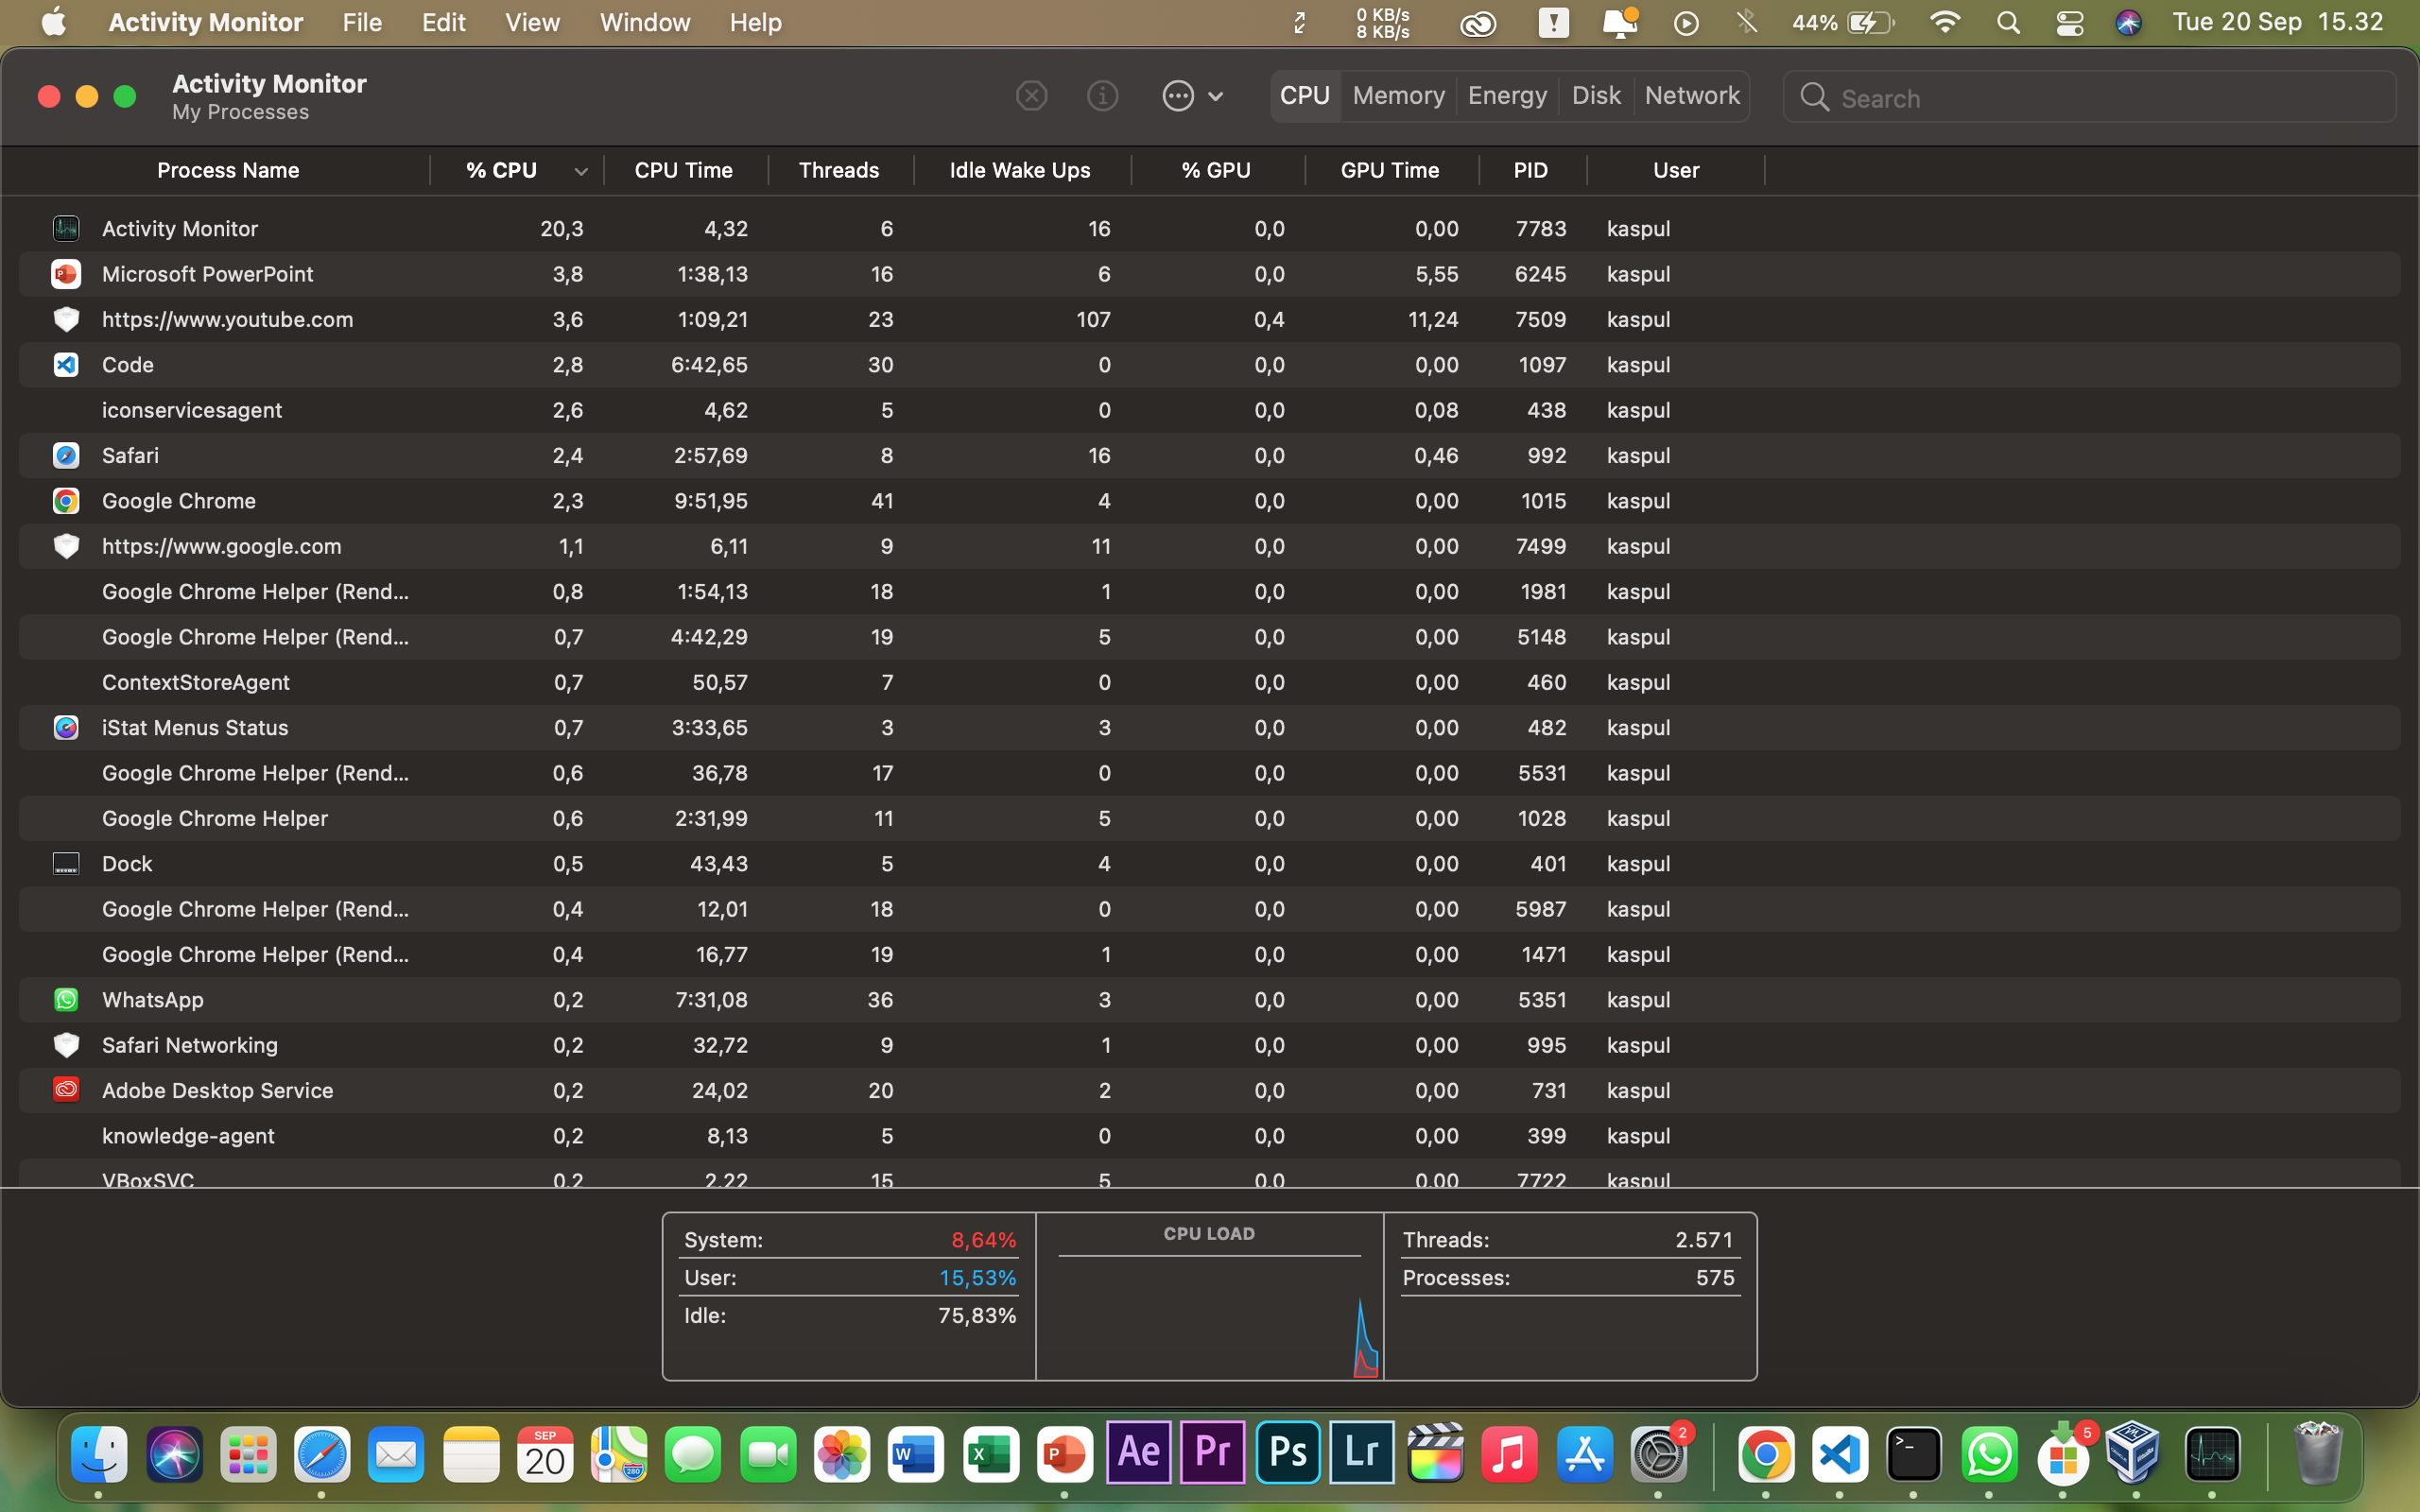 Activity Monitor File Edit View Window Help 0 KB/s 8 KB/s 44% Tue 20 Sep 15.32
Activity Monitor
My Processes
CPU Memory Energy Disk Network Search
Process Name % CPU CPU Time Threads Idle Wake Ups % GPU GPU Time PID User
Activity Monitor 20,3 4,32 6 16 0,0 0,00 7783 kaspul
Microsoft PowerPoint 3,8 1:38,13 16 6 0,0 5,55 6245 kaspul
https://www.youtube.com 3,6 1:09,21 23 107 0,4 11,24 7509 kaspul
Code 2,8 6:42,65 30 0 0,0 0,00 1097 kaspul
iconservicesagent 2,6 4,62 5 0 0,0 0,08 438 kaspul
Safari 2,4 2:57,69 8 16 0,0 0,46 992 kaspul
Google Chrome 2,3 9:51,95 41 4 0,0 0,00 1015 kaspul
https://www.google.com 1,1 6,11 9 11 0,0 0,00 7499 kaspul
Google Chrome Helper (Rend... 0,8 1:54,13 18 1 0,0 0,00 1981 kaspul
Google Chrome Helper (Rend... 0,7 4:42,29 19 5 0,0 0,00 5148 kaspul
ContextStoreAgent 0,7 50,57 7 0 0,0 0,00 460 kaspul
iStat Menus Status 0,7 3:33,65 3 3 0,0 0,00 482 kaspul
Google Chrome Helper (Rend... 0,6 36,78 17 0 0,0 0,00 5531 kaspul
Google Chrome Helper 0,6 2:31,99 11 5 0,0 0,00 1028 kaspul
Dock 0,5 43,43 5 4 0,0 0,00 401 kaspul
Google Chrome Helper (Rend... 0,4 12,01 18 0 0,0 0,00 5987 kaspul
Google Chrome Helper (Rend... 0,4 16,77 19 1 0,0 0,00 1471 kaspul
WhatsApp 0,2 7:31,08 36 3 0,0 0,00 5351 kaspul
Safari Networking 0,2 32,72 9 1 0,0 0,00 995 kaspul
Adobe Desktop Service 0,2 24,02 20 2 0,0 0,00 731 kaspul
knowledge-agent 0,2 8,13 5 0 0,0 0,00 399 kaspul
VBoxSVC 0,2 2,22 15 5 0,0 0,00 7722 kaspul
System: 8,64% CPU LOAD Threads: 2.571
User: 15,53% Processes: 575
Idle: 75,83%
SEP 20 280 W X P Ae Pr Ps Lr 2 >_ 5